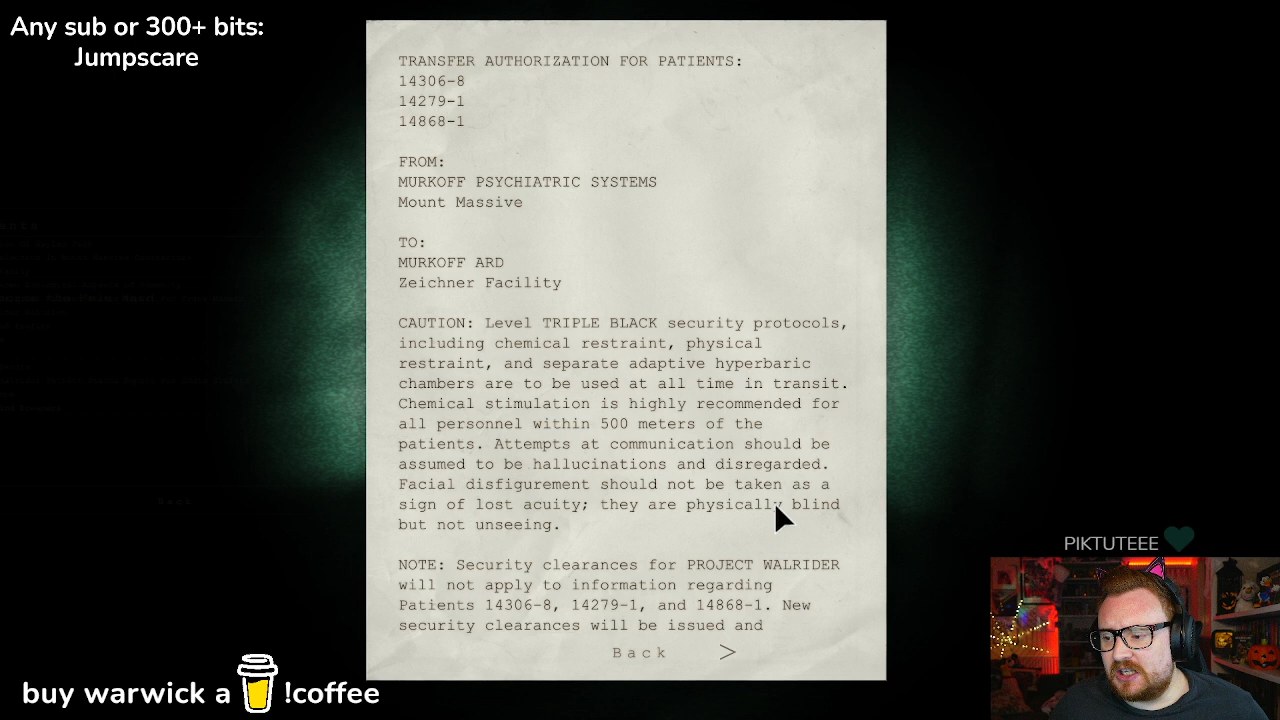 Any sub or 300+ bits:
Jumpscare
TRANSFER AUTHORIZATION FOR PATIENTS:
14306-8
14279-1
14868-1
FROM:
MURKOFF PSYCHIATRIC SYSTEMS
Mount Massive
TO:
MURKOFF ARD
Zeichner Facility
CAUTION: Level TRIPLE BLACK security protocols,
including chemical restraint, physical
restraint, and separate adaptive hyperbaric
chambers are to be used at all time in transit.
Chemical stimulation is highly recommended for
all personnel within 500 meters of the
patients. Attempts at communication should be
assumed to be hallucinations and disregarded.
Facial disfigurement should not be taken as a
sign of lost acuity; they are physically blind
but not unseeing.
NOTE: Security clearances for PROJECT WALRIDER
will not apply to information regarding
Patients 14306-8, 14279-1, and 14868-1. New
security clearances will be issued and
Back >
PIKTUTEEE
buy warwick a !coffee